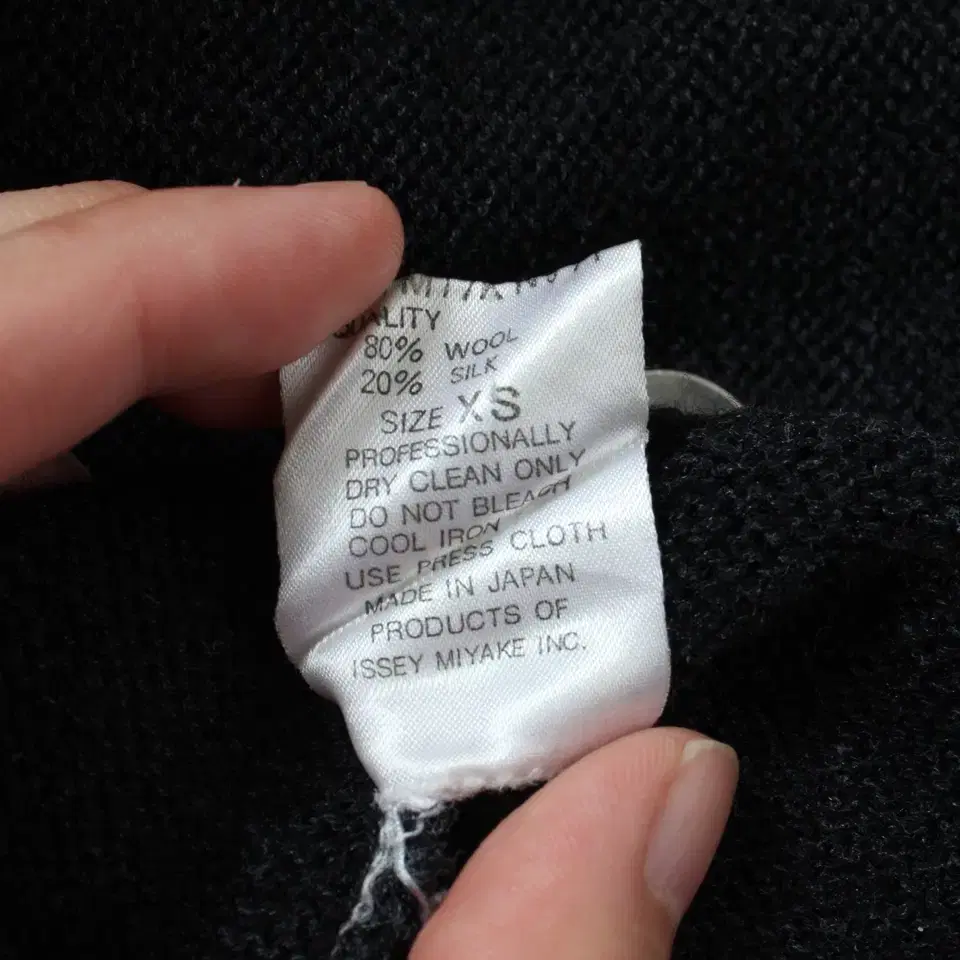 QUALITY
80% WOOL
20% SILK
SIZE XS
PROFESSIONALLY
DRY CLEAN ONLY
DO NOT BLEACH
COOL IRON
USE PRESS CLOTH
MADE IN JAPAN
PRODUCTS OF
ISSEY MIYAKE INC.